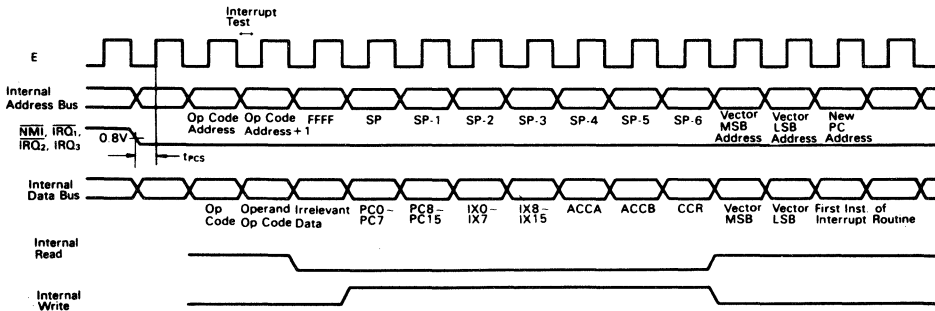 Interrupt
Test
E
Internal
Address Bus
Op Code
Address
Op Code
Address + 1
FFFF
SP
SP-1
SP-2
SP-3
SP-4
SP-5
SP-6
Vector
MSB
Address
Vector
LSB
Address
New
PC
Address
NMI, IRQ1,
IRQ2, IRQ3
0.8V
tPCS
Internal
Data Bus
Op
Code
Operand
Op Code
Irrelevant
Data
PC0~
PC7
PC8~
PC15
IX0~
IX7
IX8~
IX15
ACCA
ACCB
CCR
Vector
MSB
Vector
LSB
First Inst. of
Interrupt Routine
Internal
Read
Internal
Write